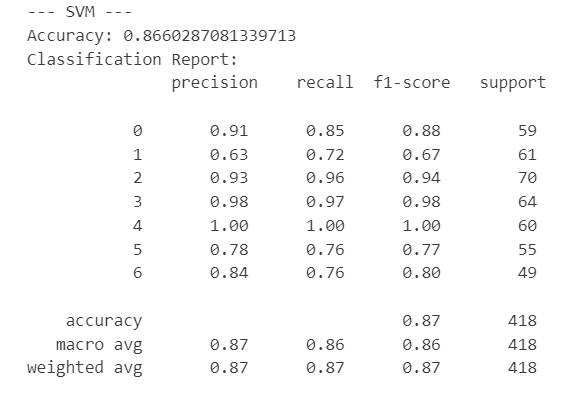 --- SVM ---
Accuracy: 0.8660287081339713
Classification Report:
precision recall f1-score support
0 0.91 0.85 0.88 59
1 0.63 0.72 0.67 61
2 0.93 0.96 0.94 70
3 0.98 0.97 0.98 64
4 1.00 1.00 1.00 60
5 0.78 0.76 0.77 55
6 0.84 0.76 0.80 49
accuracy 0.87 418
macro avg 0.87 0.86 0.86 418
weighted avg 0.87 0.87 0.87 418